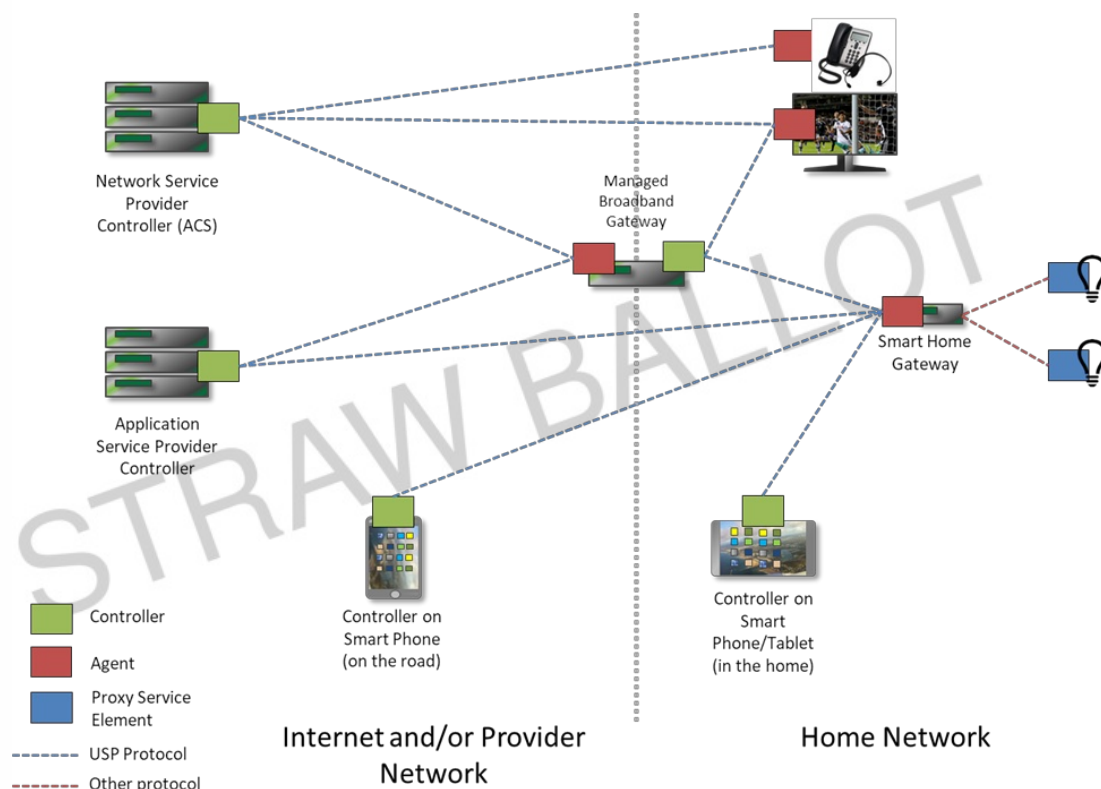 Network Service
Provider
Controller (ACS)
Managed
Broadband
Gateway
Smart Home
Gateway
Application
Service Provider
Controller
STRAW BALLOT
Controller on
Smart Phone
(on the road)
Controller on
Smart
Phone/Tablet
(in the home)
Controller
Agent
Proxy Service
Element
USP Protocol
Other protocol
Internet and/or Provider
Network
Home Network